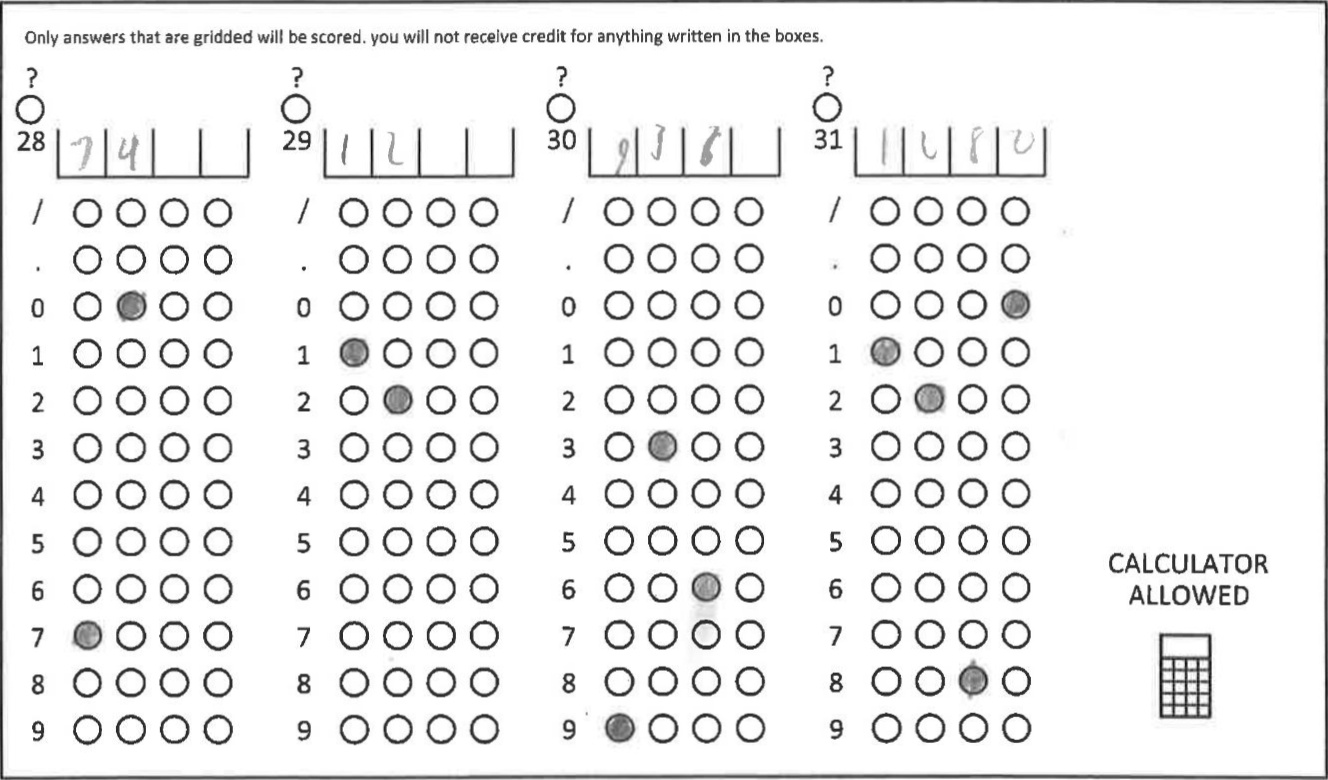 Only answers that are gridded will be scored. you will not receive credit for anything written in the boxes.
? ? ? ?
28 7 4 29 1 2 30 9 3 6 31 1 2 8 0
/ / / /
. . . .
0 0 0 0
1 1 1 1
2 2 2 2
3 3 3 3
4 4 4 4
5 5 5 5
6 6 6 6
7 7 7 7
8 8 8 8
9 9 9 9
CALCULATOR
ALLOWED